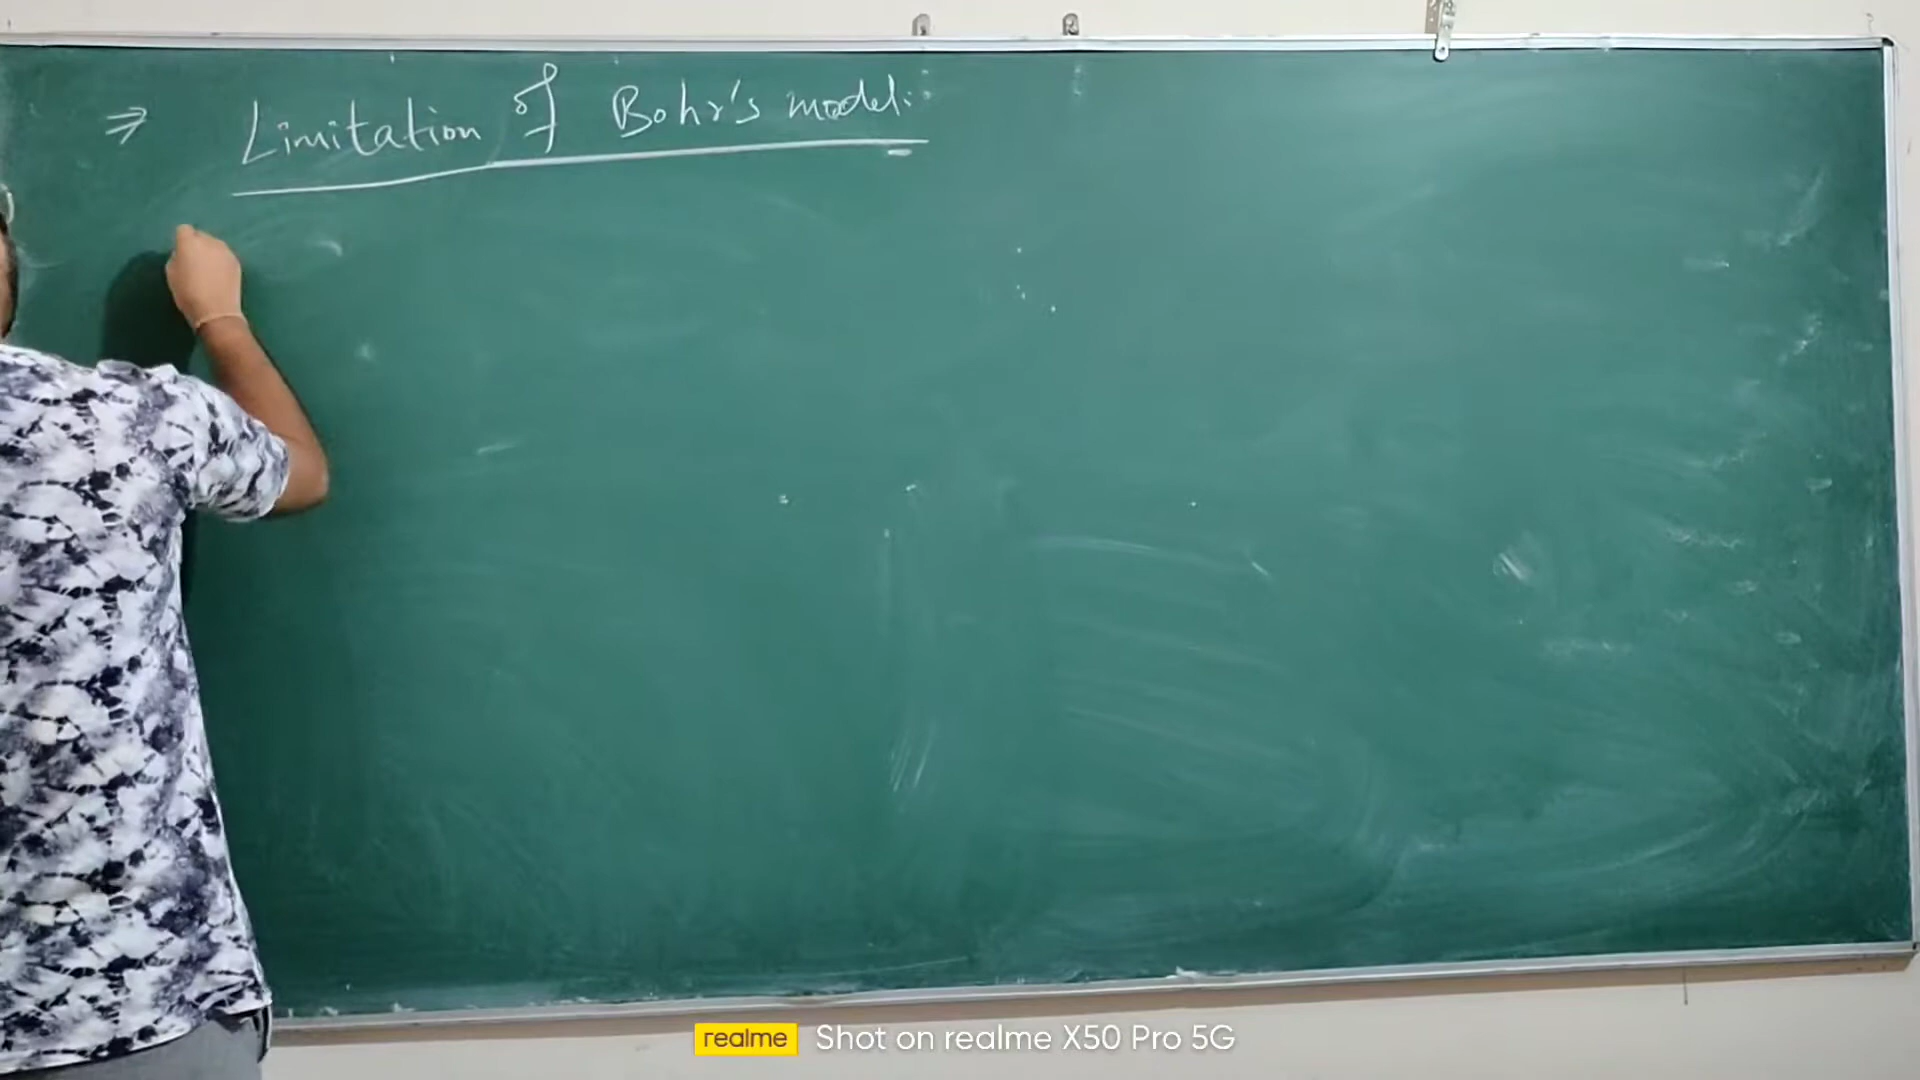 ⇒ Limitation of Bohr's model:
realme Shot on realme X50 Pro 5G